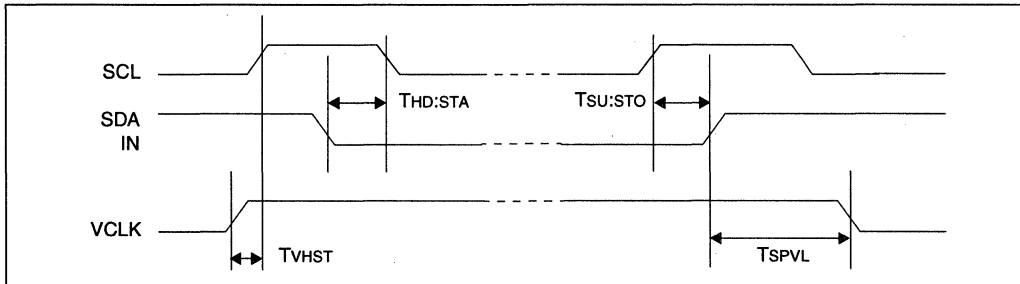 SCL
THD:STA
TSU:STO
SDA
IN
VCLK
TVHST
TSPVL